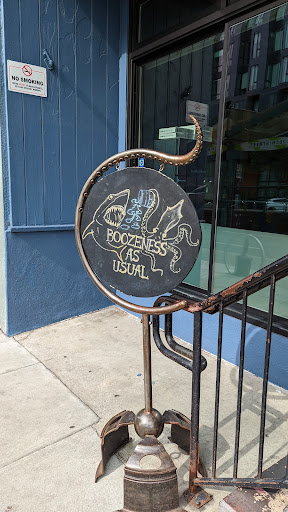 NO SMOKING
BOOZENESS
AS
USUAL